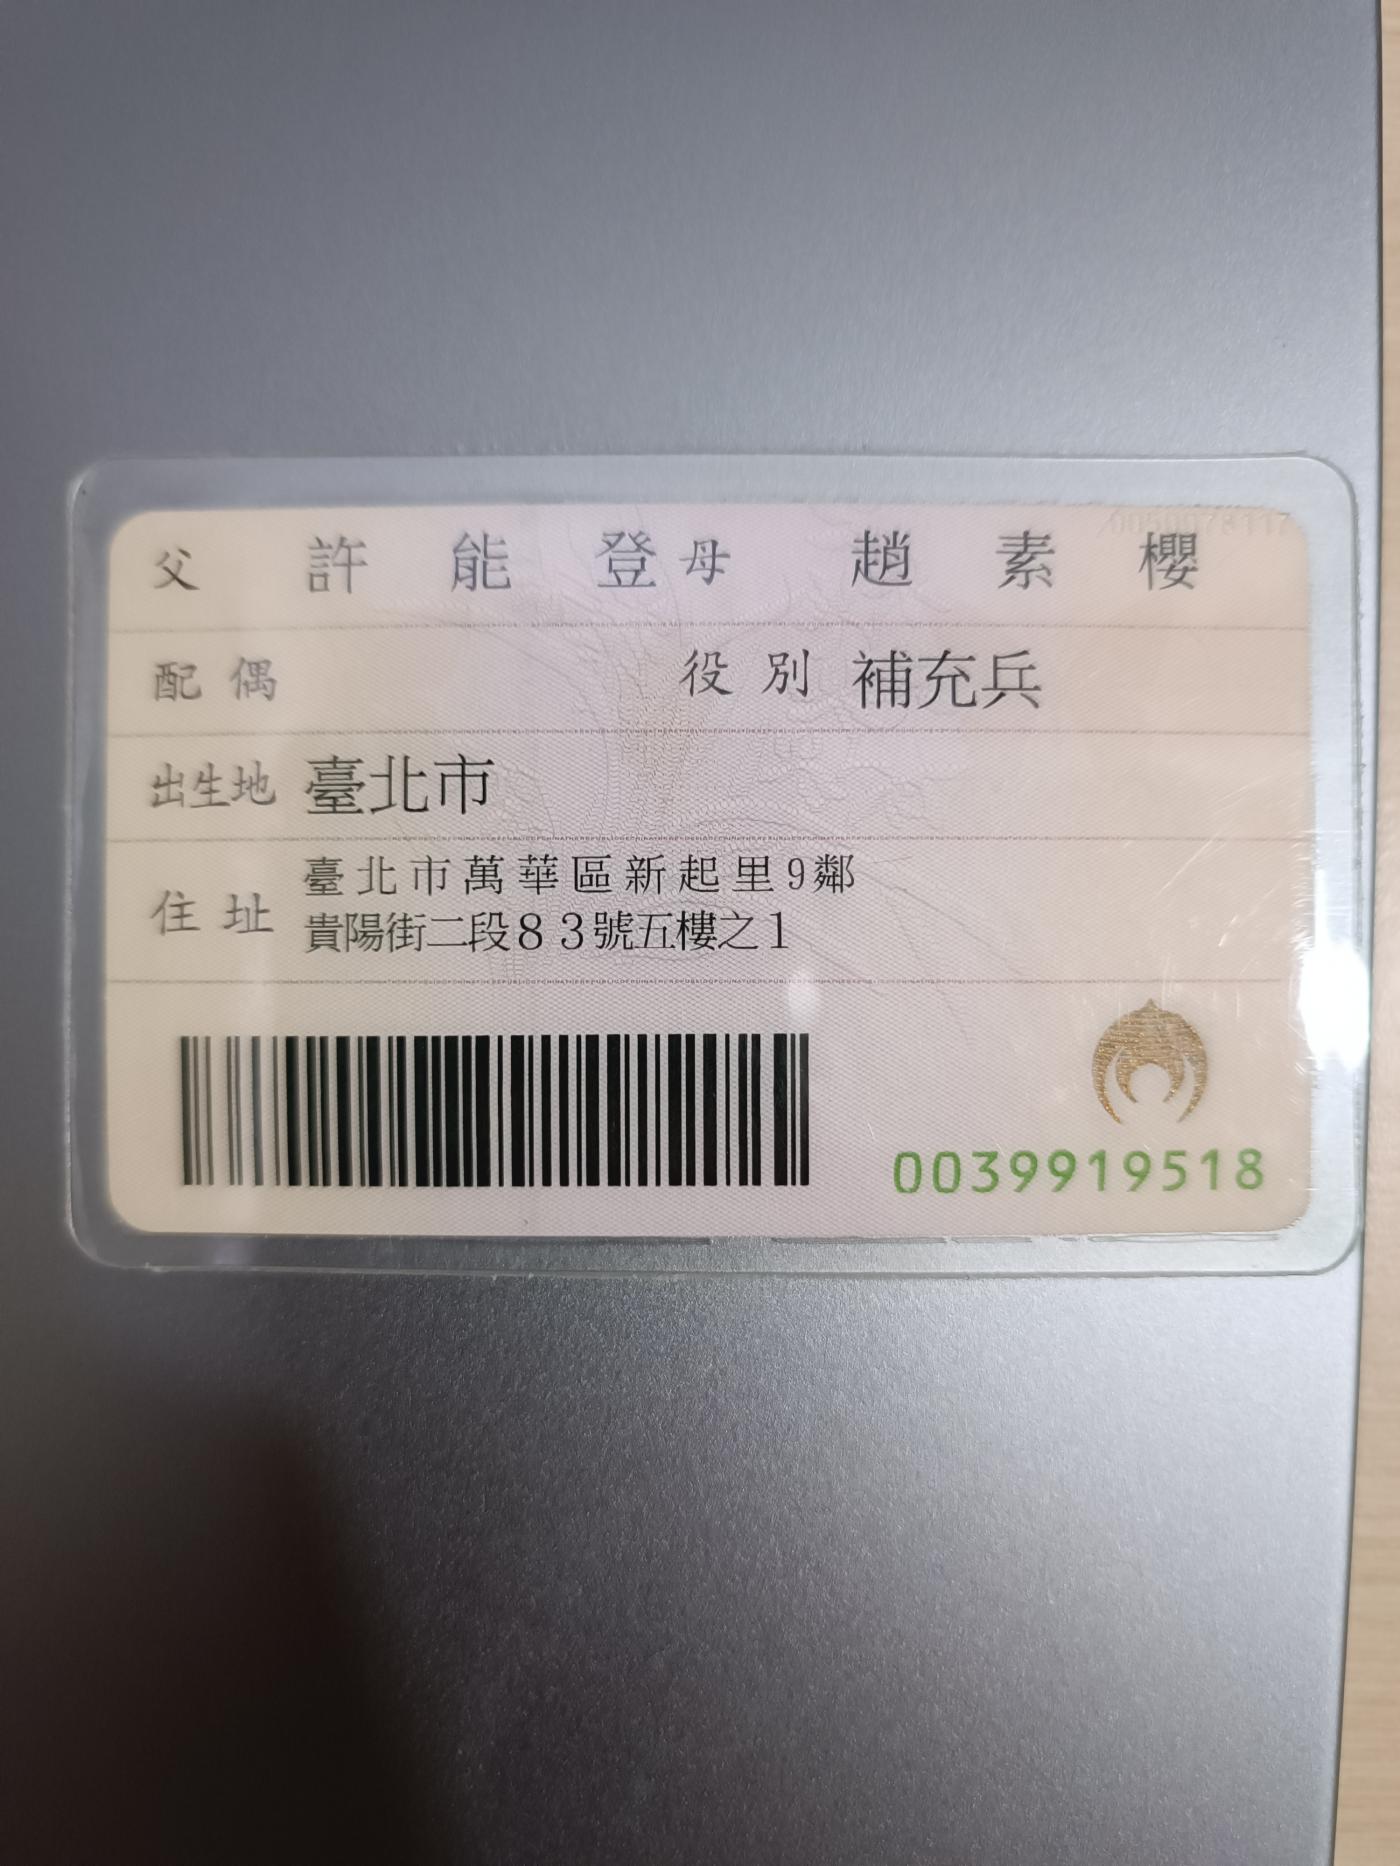 父 許能登 母 趙素櫻
配偶 役別 補充兵
出生地 臺北市
住址 臺北市萬華區新起里9鄰
貴陽街二段83號五樓之1
0039919518